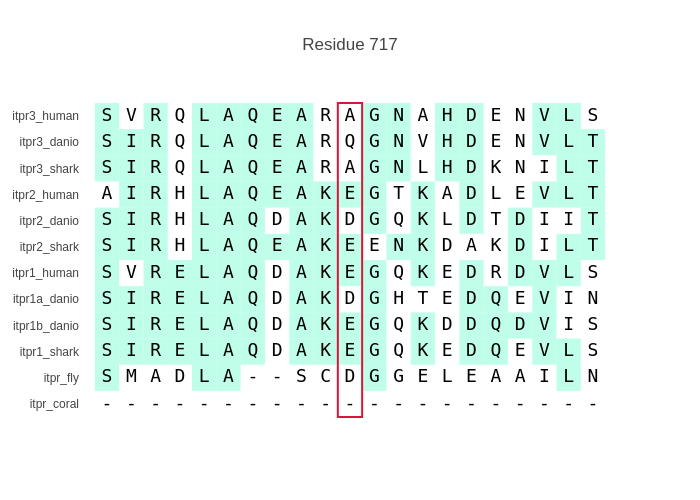 Residue 717
itpr3_human S V R Q L A Q E A R A G N A H D E N V L S
itpr3_danio S I R Q L A Q E A R Q G N V H D E N V L T
itpr3_shark S I R Q L A Q E A R A G N L H D K N I L T
itpr2_human A I R H L A Q E A K E G T K A D L E V L T
itpr2_danio S I R H L A Q D A K D G Q K L D T D I I T
itpr2_shark S I R H L A Q E A K E E N K D A K D I L T
itpr1_human S V R E L A Q D A K E G Q K E D R D V L S
itpr1a_danio S I R E L A Q D A K D G H T E D Q E V I N
itpr1b_danio S I R E L A Q D A K E G Q K D D Q D V I S
itpr1_shark S I R E L A Q D A K E G Q K E D Q E V L S
itpr_fly S M A D L A - - S C D G G E L E A A I L N
itpr_coral - - - - - - - - - - - - - - - - - - - - -